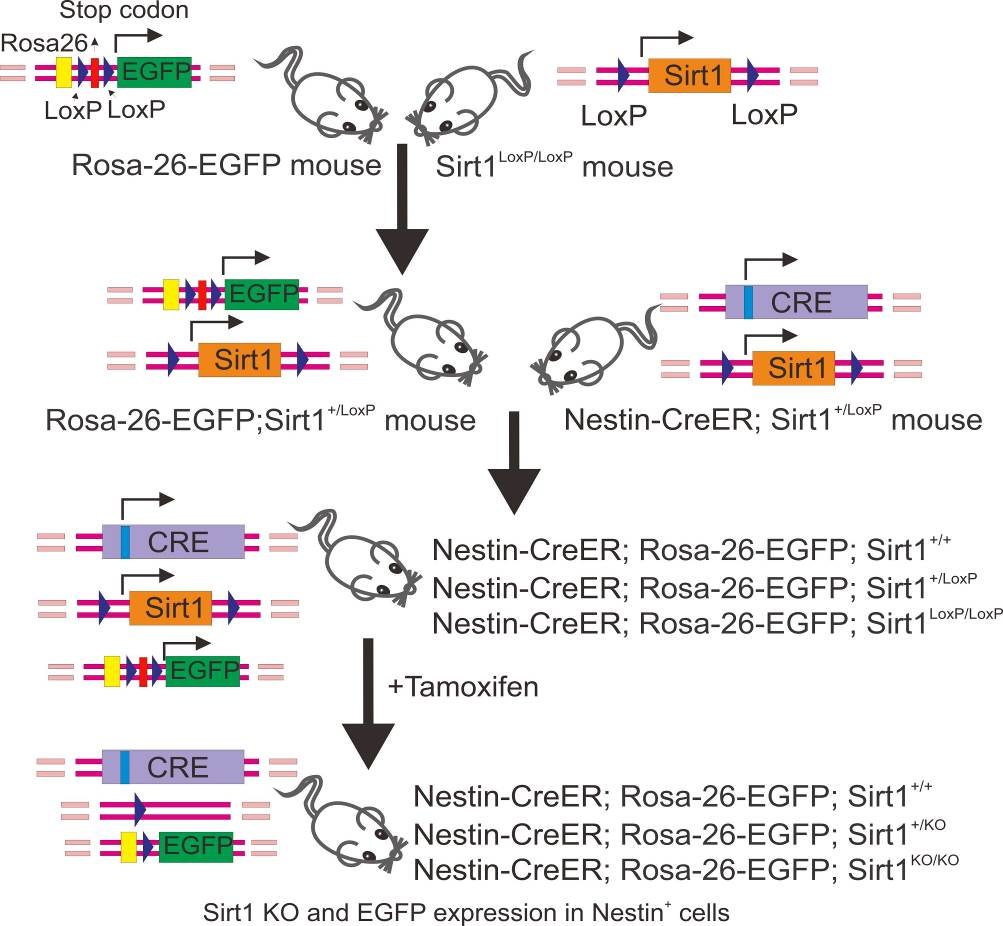 Stop codon
Rosa26
EGFP
LoxP LoxP
Sirt1
LoxP LoxP
Rosa-26-EGFP mouse
Sirt1LoxP/LoxP mouse
EGFP
Sirt1
CRE
Sirt1
Rosa-26-EGFP;Sirt1+/LoxP mouse
Nestin-CreER; Sirt1+/LoxP mouse
CRE
Sirt1
EGFP
Nestin-CreER; Rosa-26-EGFP; Sirt1+/+
Nestin-CreER; Rosa-26-EGFP; Sirt1+/LoxP
Nestin-CreER; Rosa-26-EGFP; Sirt1LoxP/LoxP
+Tamoxifen
CRE
EGFP
Nestin-CreER; Rosa-26-EGFP; Sirt1+/+
Nestin-CreER; Rosa-26-EGFP; Sirt1+/KO
Nestin-CreER; Rosa-26-EGFP; Sirt1KO/KO
Sirt1 KO and EGFP expression in Nestin+ cells